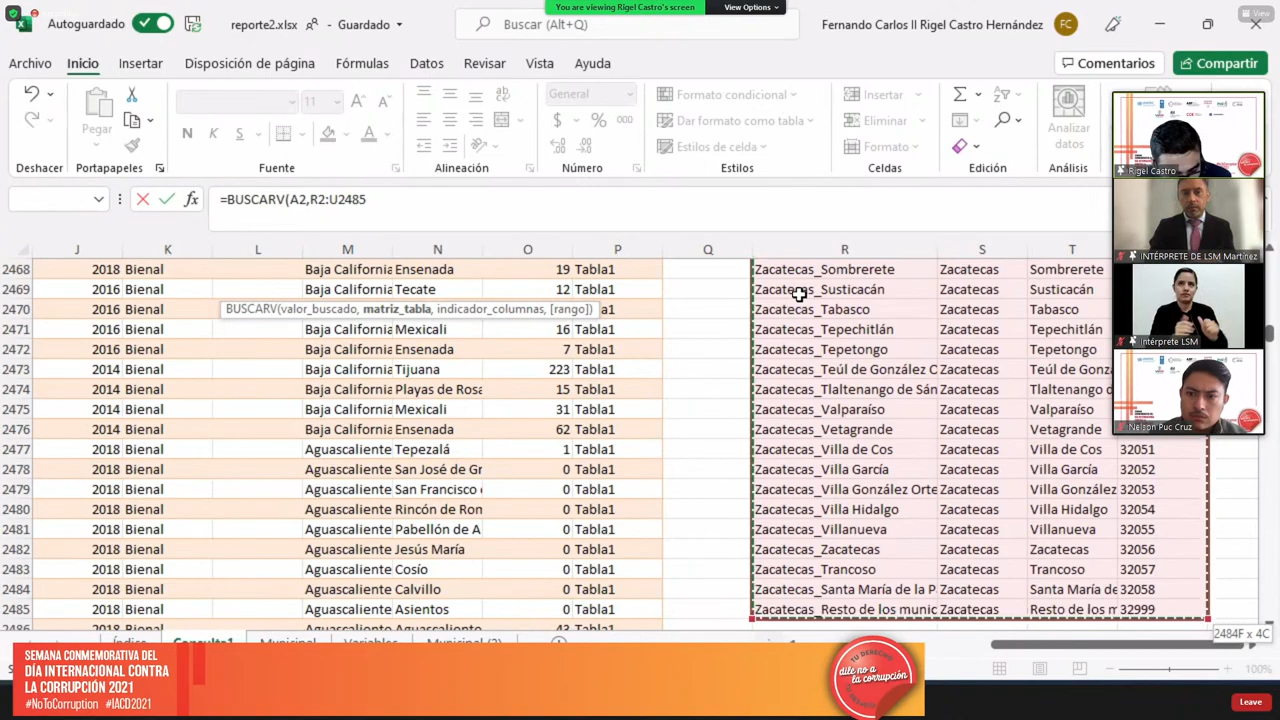 You are viewing Rigel Castro's screen
View Options
View
Autoguardado
reporte2.xlsx
• Guardado
Buscar (Alt+Q)
Fernando Carlos II Rigel Castro Hernández
FC
Archivo Inicio Insertar Disposición de página Fórmulas Datos Revisar Vista Ayuda
Comentarios
Compartir
Pegar
11
N K S
A A
General
$ % 000
Formato condicional
Dar formato como tabla
Estilos de celda
Insertar
Eliminar
Formato
Analizar datos
Deshacer Portapapeles Fuente Alineación Número Estilos Celdas Edición Análisis
fx =BUSCARV(A2,R2:U2485
BUSCARV(valor_buscado, matriz_tabla, indicador_columnas, [rango])
J K L M N O P Q R S T
2468 2018 Bienal Baja California Ensenada 19 Tabla1 Zacatecas_Sombrerete Zacatecas Sombrerete
2469 2016 Bienal Baja California Tecate 12 Tabla1 Zacatecas_Susticacán Zacatecas Susticacán
2470 2016 Bienal a1 Zacatecas_Tabasco Zacatecas Tabasco
2471 2016 Bienal Baja California Mexicali 16 Tabla1 Zacatecas_Tepechitlán Zacatecas Tepechitlán
2472 2016 Bienal Baja California Ensenada 7 Tabla1 Zacatecas_Tepetongo Zacatecas Tepetongo
2473 2014 Bienal Baja California Tijuana 223 Tabla1 Zacatecas_Teúl de González O Zacatecas Teúl de Gonz
2474 2014 Bienal Baja California Playas de Rosa 15 Tabla1 Zacatecas_Tlaltenango de Sán Zacatecas Tlaltenango
2475 2014 Bienal Baja California Mexicali 31 Tabla1 Zacatecas_Valparaíso Zacatecas Valparaíso
2476 2014 Bienal Baja California Ensenada 62 Tabla1 Zacatecas_Vetagrande Zacatecas Vetagrande
2477 2018 Bienal Aguascaliente Tepezalá 1 Tabla1 Zacatecas_Villa de Cos Zacatecas Villa de Cos 32051
2478 2018 Bienal Aguascaliente San José de Gr 0 Tabla1 Zacatecas_Villa García Zacatecas Villa García 32052
2479 2018 Bienal Aguascaliente San Francisco 0 Tabla1 Zacatecas_Villa González Orte Zacatecas Villa González 32053
2480 2018 Bienal Aguascaliente Rincón de Rom 0 Tabla1 Zacatecas_Villa Hidalgo Zacatecas Villa Hidalgo 32054
2481 2018 Bienal Aguascaliente Pabellón de A 0 Tabla1 Zacatecas_Villanueva Zacatecas Villanueva 32055
2482 2018 Bienal Aguascaliente Jesús María 0 Tabla1 Zacatecas_Zacatecas Zacatecas Zacatecas 32056
2483 2018 Bienal Aguascaliente Cosío 0 Tabla1 Zacatecas_Trancoso Zacatecas Trancoso 32057
2484 2018 Bienal Aguascaliente Calvillo 0 Tabla1 Zacatecas_Santa María de la P Zacatecas Santa María de 32058
2485 2018 Bienal Aguascaliente Asientos 0 Tabla1 Zacatecas_Resto de los munic Zacatecas Resto de los m 32999
2484F x 4C
100%
Rigel Castro
INTÉRPRETE DE LSM Martínez
Intérprete LSM
Nelson Puc Cruz
SEMANA CONMEMORATIVA DEL
DÍA INTERNACIONAL CONTRA
LA CORRUPCIÓN 2021
#NoToCorruption #IACD2021
TU DERECHO
dile no a
la corrupción
Leave